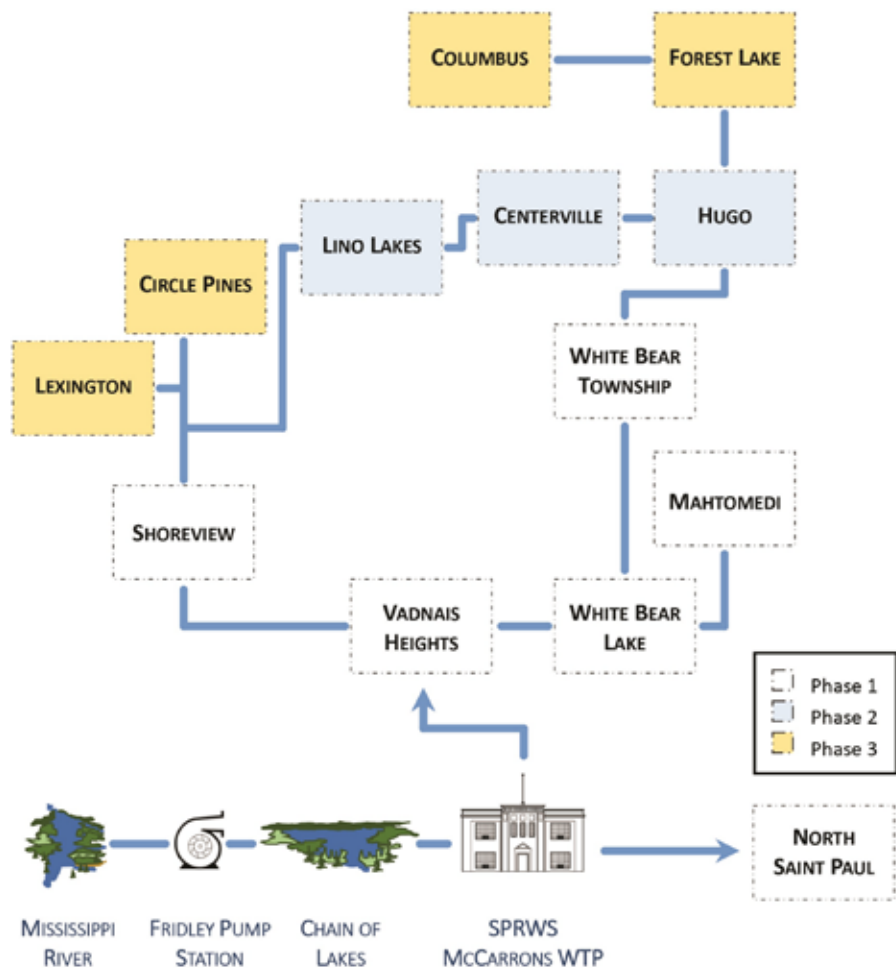 COLUMBUS
FOREST LAKE
LINO LAKES
CENTERVILLE
HUGO
CIRCLE PINES
LEXINGTON
WHITE BEAR
TOWNSHIP
MAHTOMEDI
SHOREVIEW
VADNAIS
HEIGHTS
WHITE BEAR
LAKE
Phase 1
Phase 2
Phase 3
NORTH
SAINT PAUL
MISSISSIPPI
RIVER
FRIDLEY PUMP
STATION
CHAIN OF
LAKES
SPRWS
MCCARRONS WTP